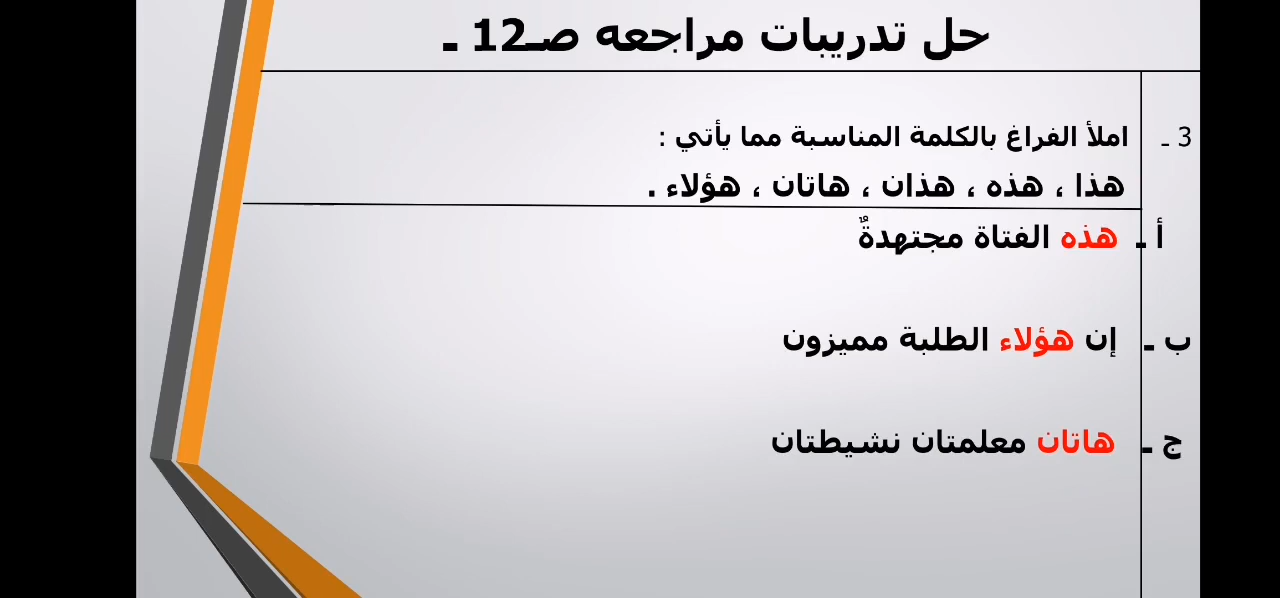 حل تدريبات مراجعه صـ12 ـ
3 ـ املأ الفراغ بالكلمة المناسبة مما يأتي :
هذا ، هذه ، هذان ، هاتان ، هؤلاء .
أ ـ هذه الفتاة مجتهدةٌ
ب ـ إن هؤلاء الطلبة مميزون
ج ـ هاتان معلمتان نشيطتان